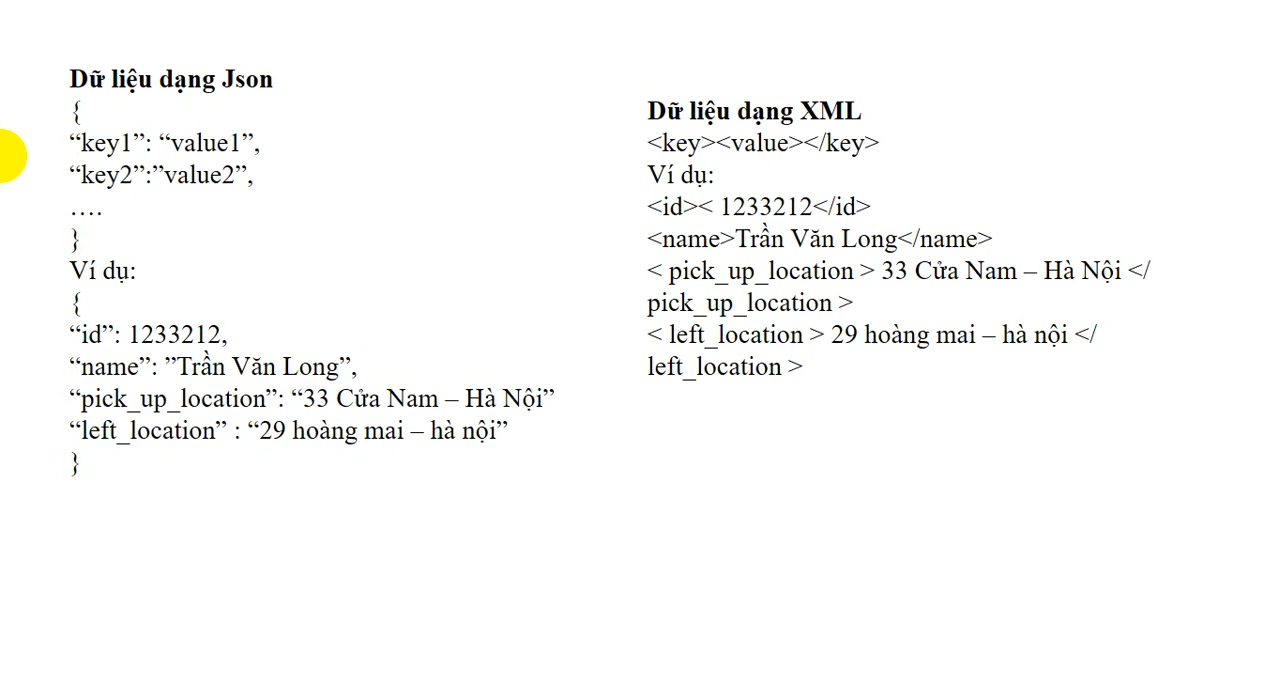 Dữ liệu dạng Json
{
“key1”: “value1”,
“key2”:”value2”,
….
}
Ví dụ:
{
“id”: 1233212,
“name”: ”Trần Văn Long”,
“pick_up_location”: “33 Cửa Nam – Hà Nội”
“left_location” : “29 hoàng mai – hà nội”
}
Dữ liệu dạng XML
<key><value></key>
Ví dụ:
<id>< 1233212</id>
<name>Trần Văn Long</name>
< pick_up_location > 33 Cửa Nam – Hà Nội </
pick_up_location >
< left_location > 29 hoàng mai – hà nội </
left_location >